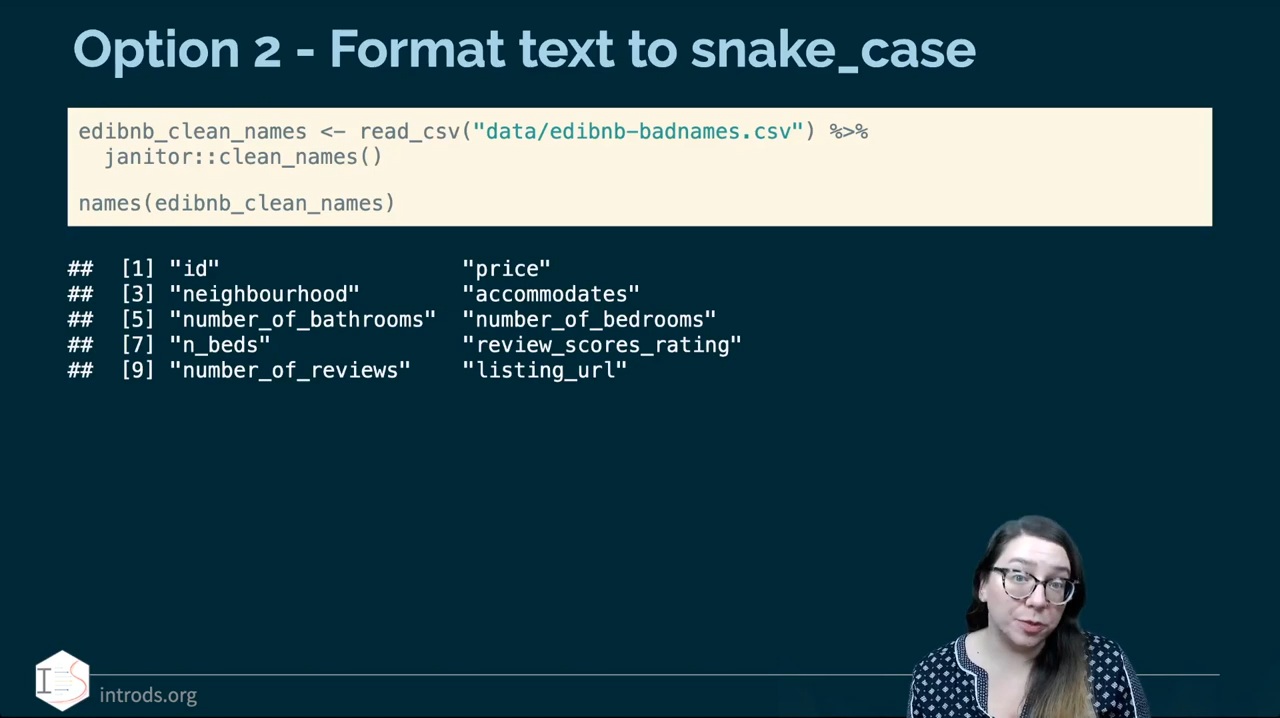 Option 2 - Format text to snake_case
edibnb_clean_names <- read_csv("data/edibnb-badnames.csv") %>%
  janitor::clean_names()
names(edibnb_clean_names)
##  [1] "id"                  "price"
##  [3] "neighbourhood"       "accommodates"
##  [5] "number_of_bathrooms" "number_of_bedrooms"
##  [7] "n_beds"              "review_scores_rating"
##  [9] "number_of_reviews"   "listing_url"
IDS
introds.org